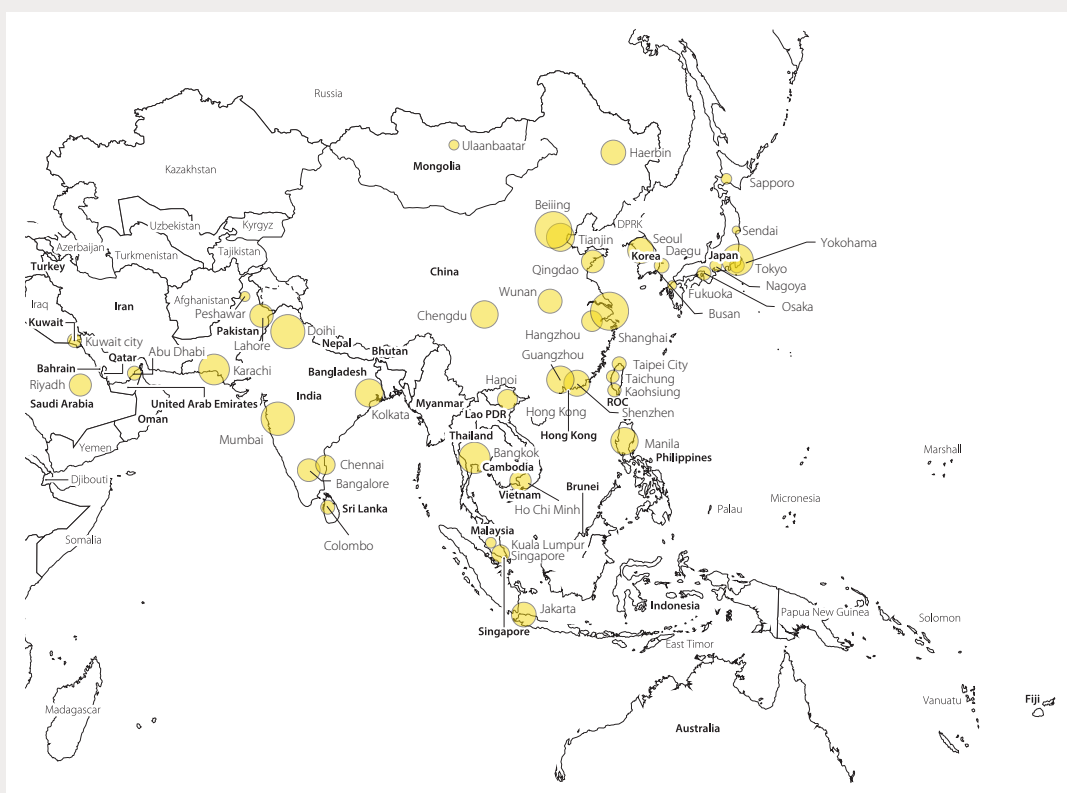 Russia
Ulaanbaatar
Mongolia
Haerbin
Kazakhstan
Sapporo
Beiiing
Uzbekistan
Kyrgyz
DPRK
Sendai
Azerbaijan
Turkmenistan
Tajikistan
Tianjin
Seoul
Daegu
Korea
Japan
Yokohama
Turkey
China
Qingdao
Tokyo
Nagoya
Iraq
Iran
Afghanistan
Peshawar
Wunan
Fukuoka
Osaka
Kuwait
Pakistan
Doihi
Chengdu
Busan
Kuwait city
Lahore
Nepal
Hangzhou
Shanghai
Qatar
Abu Dhabi
Bhutan
Guangzhou
Bahrain
Karachi
Bangladesh
Taipei City
Riyadh
Hanoi
Taichung
Kaohsiung
Saudi Arabia
United Arab Emirates
India
Myanmar
ROC
Oman
Kolkata
Lao PDR
Hong Kong
Shenzhen
Mumbai
Thailand
Hong Kong
Manila
Yemen
Bangkok
Philippines
Marshall
Chennai
Cambodia
Djibouti
Bangalore
Brunei
Vietnam
Micronesia
Sri Lanka
Ho Chi Minh
Palau
Malaysia
Somalia
Colombo
Kuala Lumpur
Singapore
Jakarta
Indonesia
Papua New Guinea
Solomon
Singapore
East Timor
Madagascar
Vanuatu
Fiji
Australia